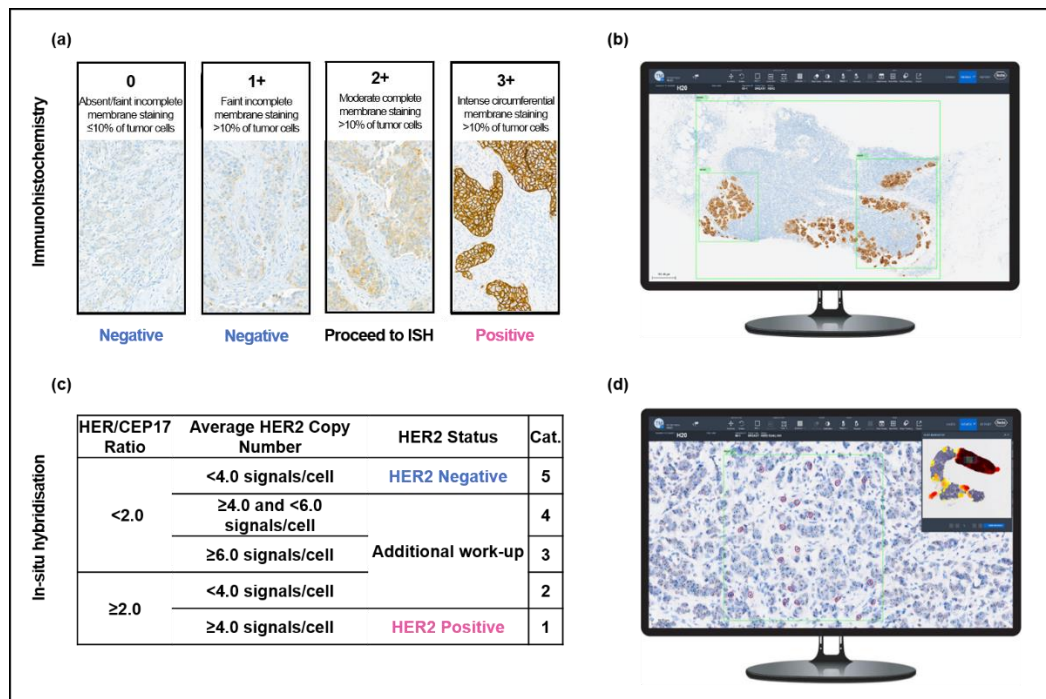 (a)
(b)
0
Absent/faint incomplete
membrane staining
≤10% of tumor cells
1+
Faint incomplete
membrane staining
>10% of tumor cells
2+
Moderate complete
membrane staining
>10% of tumor cells
3+
Intense circumferential
membrane staining
>10% of tumor cells
Immunohistochemistry
Negative
Negative
Proceed to ISH
Positive
H20
(c)
(d)
In-situ hybridisation
HER/CEP17
Ratio
Average HER2 Copy
Number
HER2 Status
Cat.
<2.0
<4.0 signals/cell
HER2 Negative
5
≥4.0 and <6.0
signals/cell
4
≥6.0 signals/cell
Additional work-up
3
≥2.0
<4.0 signals/cell
2
≥4.0 signals/cell
HER2 Positive
1
H20